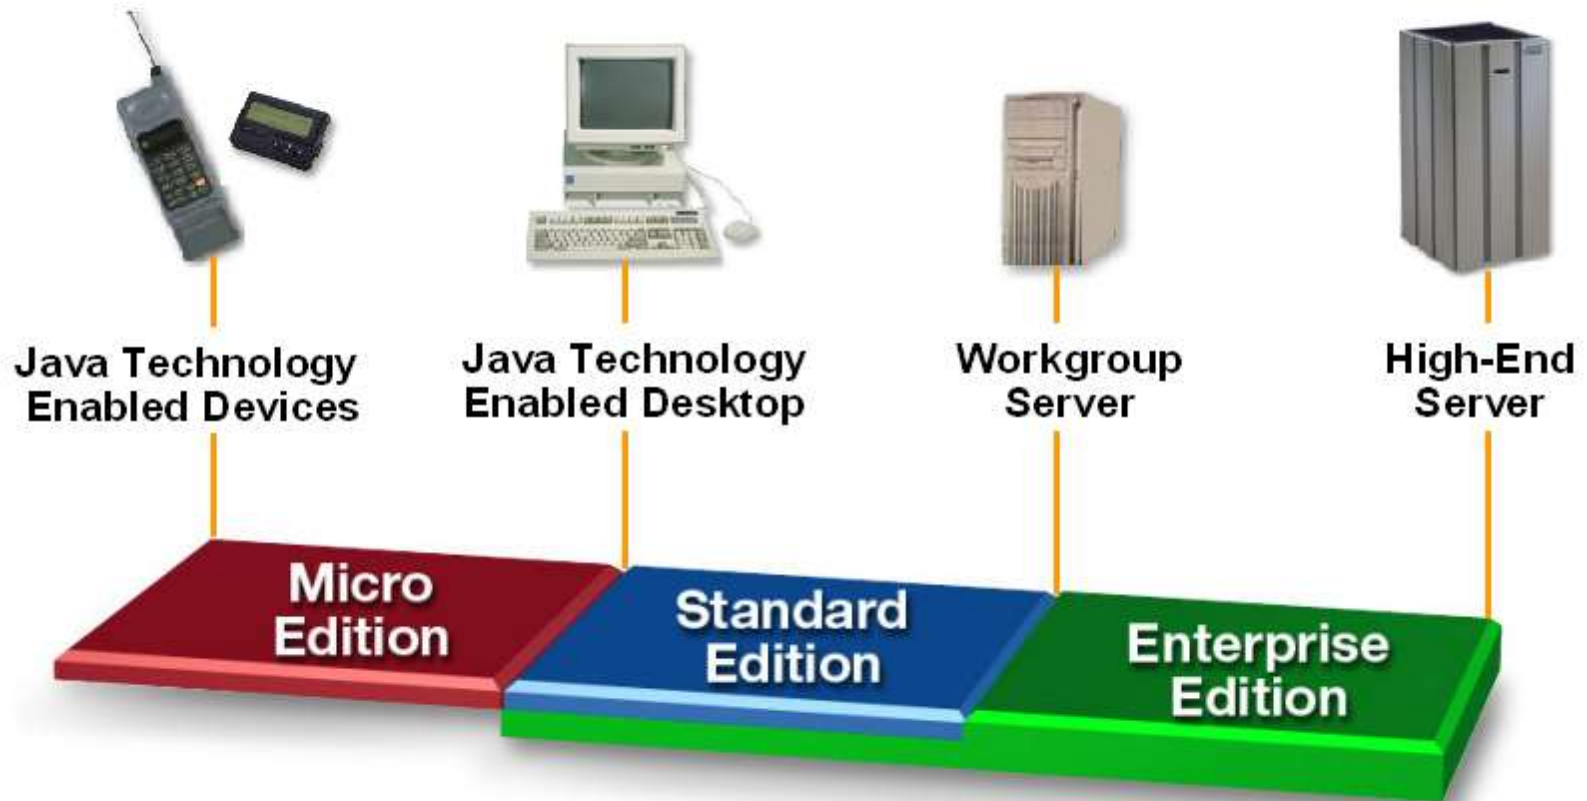 Java Technology
Enabled Devices
Java Technology
Enabled Desktop
Workgroup
Server
High-End
Server
Micro
Edition
Standard
Edition
Enterprise
Edition